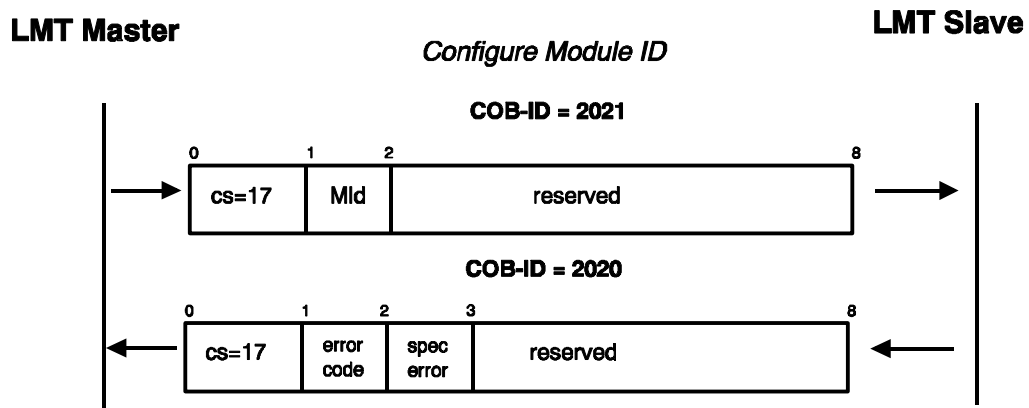 LMT Master
LMT Slave
Configure Module ID
COB-ID = 2021
0 1 2 8
cs=17 MId reserved
COB-ID = 2020
0 1 2 3 8
cs=17 error code spec error reserved